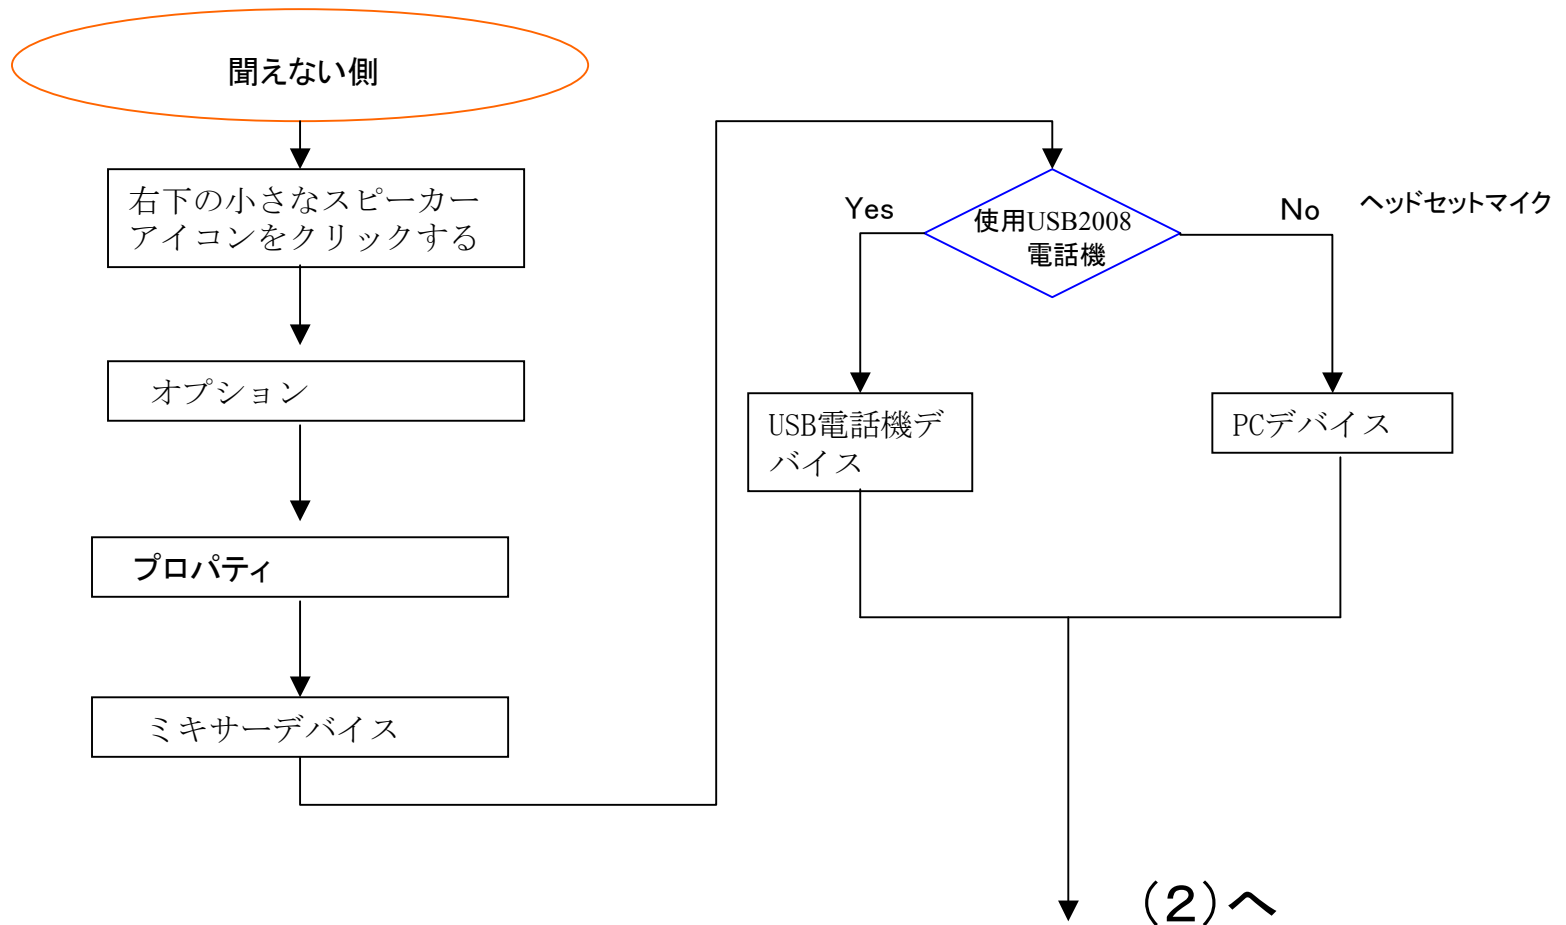 聞えない側
右下の小さなスピーカー
アイコンをクリックする
オプション
プロパティ
ミキサーデバイス
使用USB2008
電話機
Yes
No
ヘッドセットマイク
USB電話機デ
バイス
PCデバイス
(2)へ